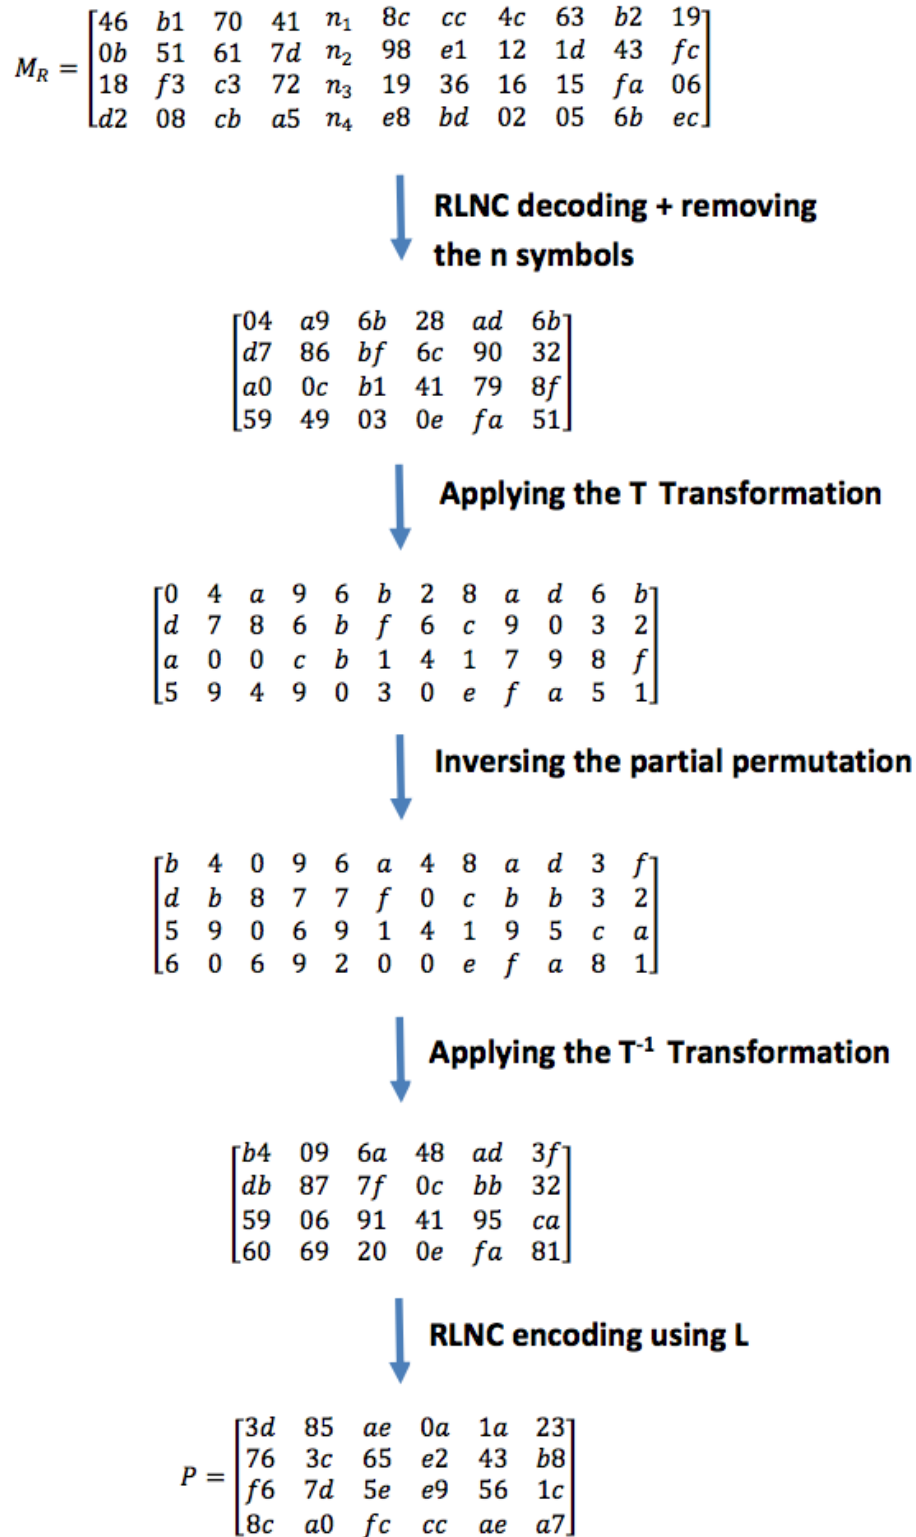 46 b1 70 41 n₁ 8c cc 4c 63 b2 19
0b 51 61 7d n₂ 98 e1 12 1d 43 fc
M_R =
18 f3 c3 72 n₃ 19 36 16 15 fa 06
d2 08 cb a5 n₄ e8 bd 02 05 6b ec
RLNC decoding + removing
the n symbols
04 a9 6b 28 ad 6b
d7 86 bf 6c 90 32
a0 0c b1 41 79 8f
59 49 03 0e fa 51
Applying the T Transformation
0 4 a 9 6 b 2 8 a d 6 b
d 7 8 6 b f 6 c 9 0 3 2
a 0 0 c b 1 4 1 7 9 8 f
5 9 4 9 0 3 0 e f a 5 1
Inversing the partial permutation
b 4 0 9 6 a 4 8 a d 3 f
d b 8 7 7 f 0 c b b 3 2
5 9 0 6 9 1 4 1 9 5 c a
6 0 6 9 2 0 0 e f a 8 1
Applying the T⁻¹ Transformation
b4 09 6a 48 ad 3f
db 87 7f 0c bb 32
59 06 91 41 95 ca
60 69 20 0e fa 81
RLNC encoding using L
3d 85 ae 0a 1a 23
76 3c 65 e2 43 b8
P =
f6 7d 5e e9 56 1c
8c a0 fc cc ae a7